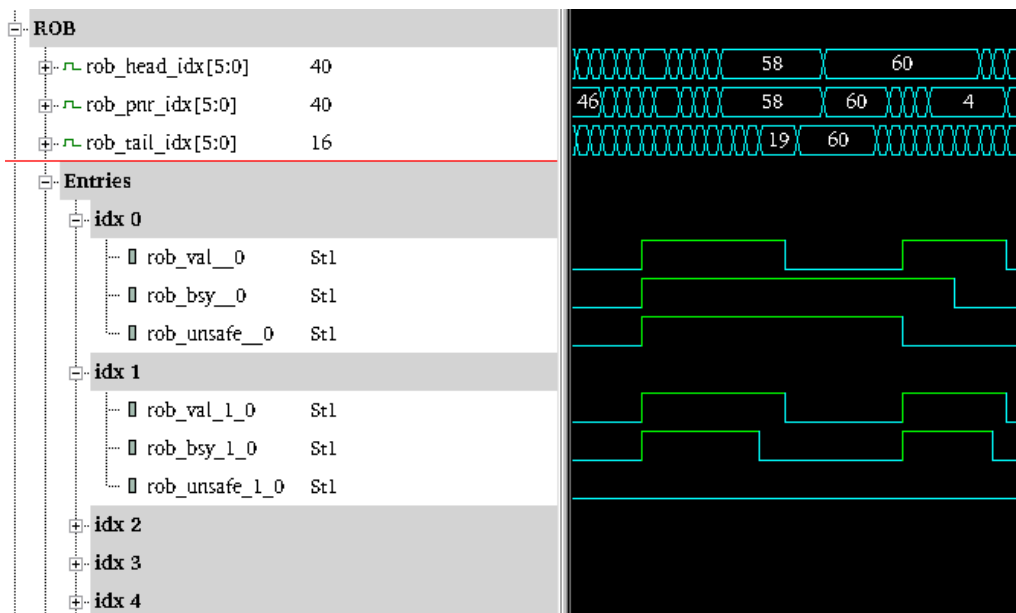 ROB
rob_head_idx[5:0] 40 58 60
rob_pnr_idx[5:0] 40 46 58 60 4
rob_tail_idx[5:0] 16 19 60
Entries
idx 0
rob_val__0 St1
rob_bsy__0 St1
rob_unsafe__0 St1
idx 1
rob_val_1_0 St1
rob_bsy_1_0 St1
rob_unsafe_1_0 St1
idx 2
idx 3
idx 4